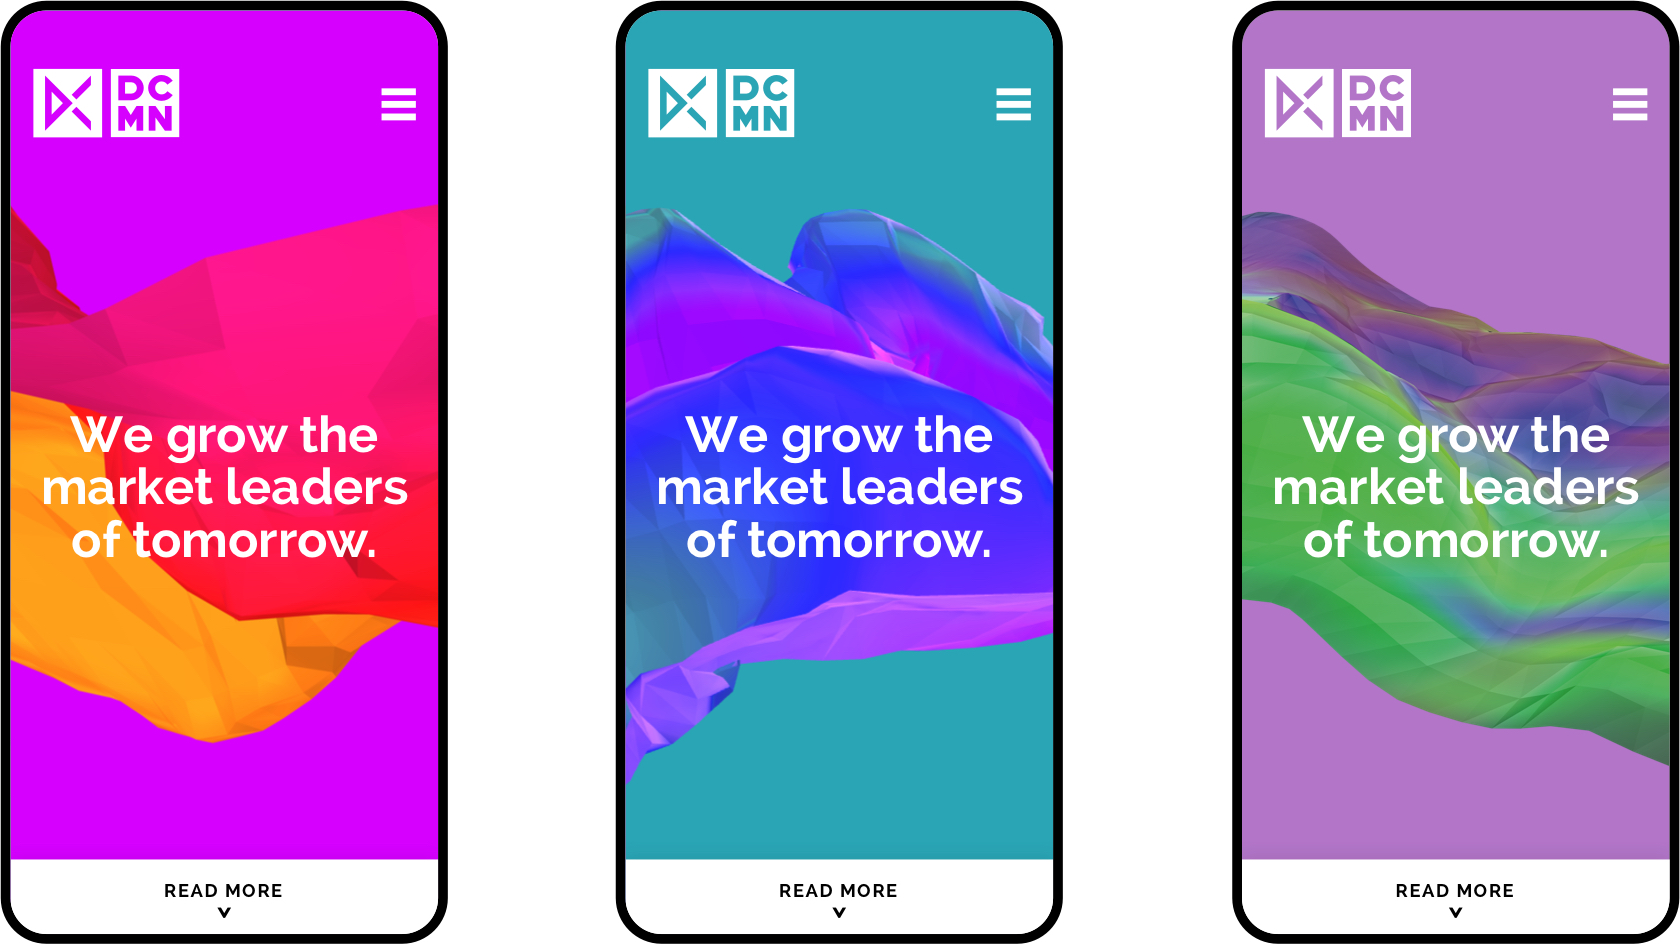 DC
MN
We grow the
market leaders
of tomorrow.
READ MORE
DC
MN
We grow the
market leaders
of tomorrow.
READ MORE
DC
MN
We grow the
market leaders
of tomorrow.
READ MORE